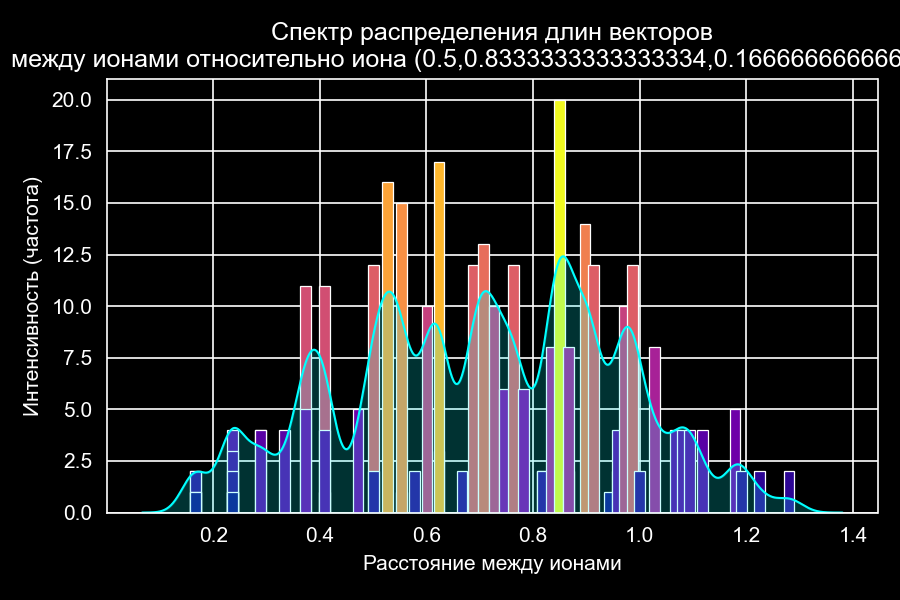 Спектр распределения длин векторов
между ионами относительно иона (0.5,0.8333333333333334,0.166666666666
20.0
17.5
15.0
12.5
10.0
7.5
5.0
2.5
0.0
Интенсивность (частота)
0.2 0.4 0.6 0.8 1.0 1.2 1.4
Расстояние между ионами